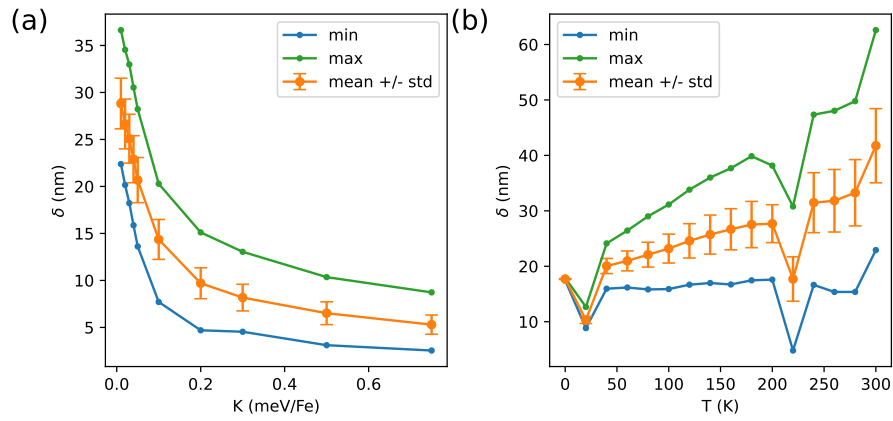 (a)
35
30
25
20
15
10
5
δ (nm)
0.0
0.2
0.4
0.6
K (meV/Fe)
min
max
mean +/- std
(b)
60
50
40
30
20
10
δ (nm)
0
50
100
150
200
250
300
T (K)
min
max
mean +/- std